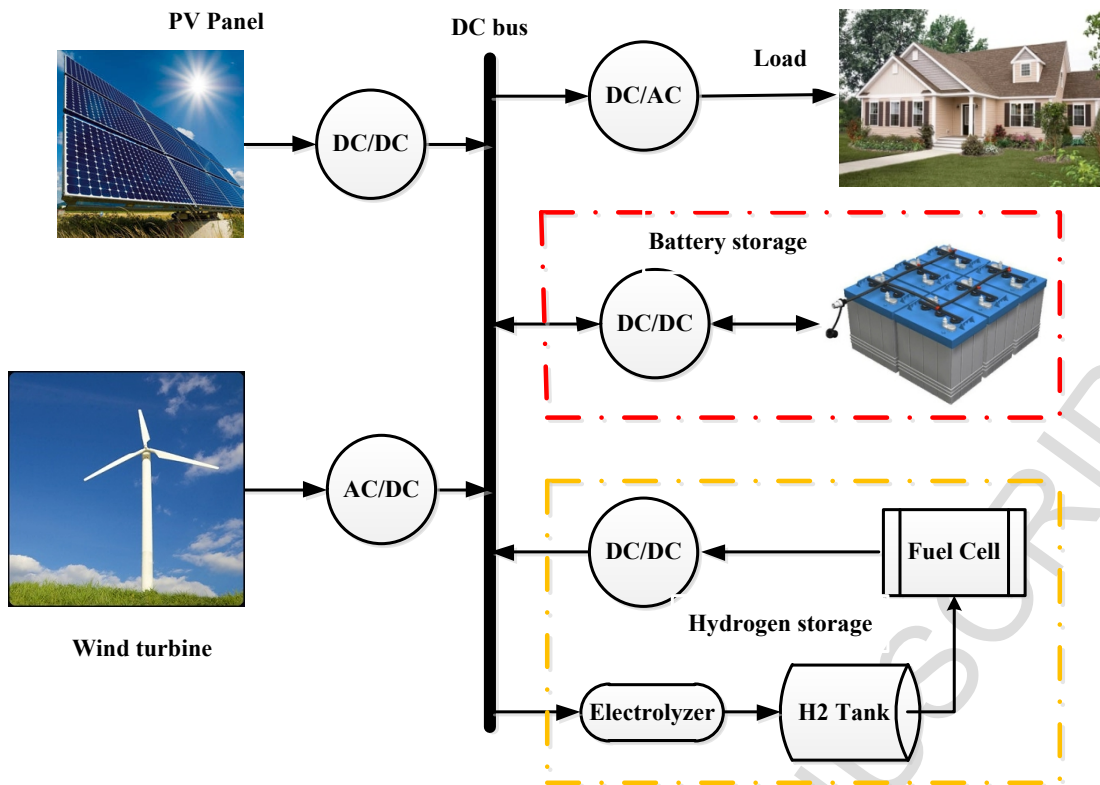 PV Panel
DC bus
Load
DC/DC
DC/AC
Battery storage
DC/DC
AC/DC
DC/DC
Fuel Cell
Hydrogen storage
Wind turbine
Electrolyzer
H2 Tank